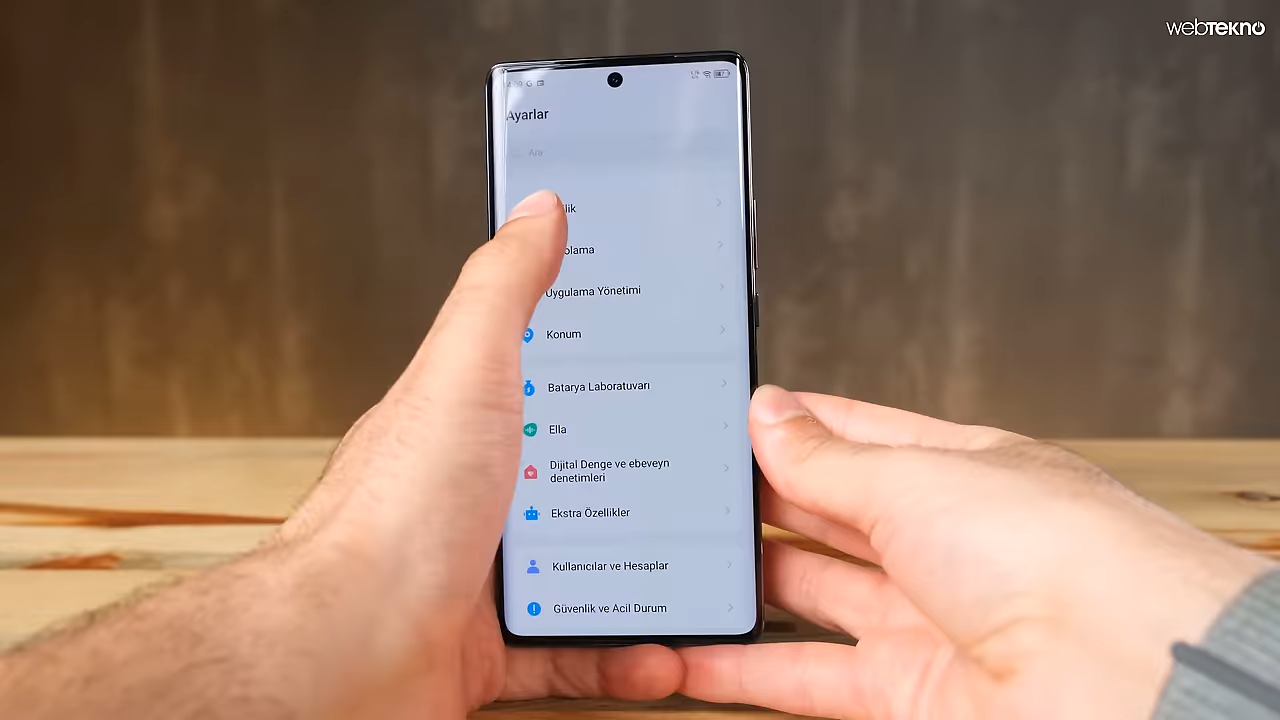 webtekno
Ayarlar
Ara
Uygulama Yönetimi
Konum
Batarya Laboratuvarı
Ella
Dijital Denge ve ebeveyn
denetimleri
Ekstra Özellikler
Kullanıcılar ve Hesaplar
Güvenlik ve Acil Durum